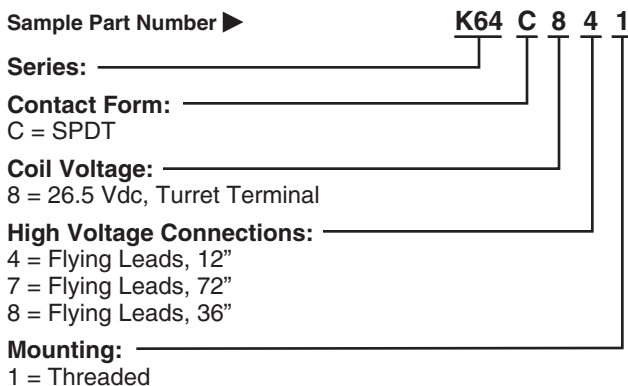 Sample Part Number ▶ K64 C 8 4 1
Series:
Contact Form:
C = SPDT
Coil Voltage:
8 = 26.5 Vdc, Turret Terminal
High Voltage Connections:
4 = Flying Leads, 12”
7 = Flying Leads, 72”
8 = Flying Leads, 36”
Mounting:
1 = Threaded